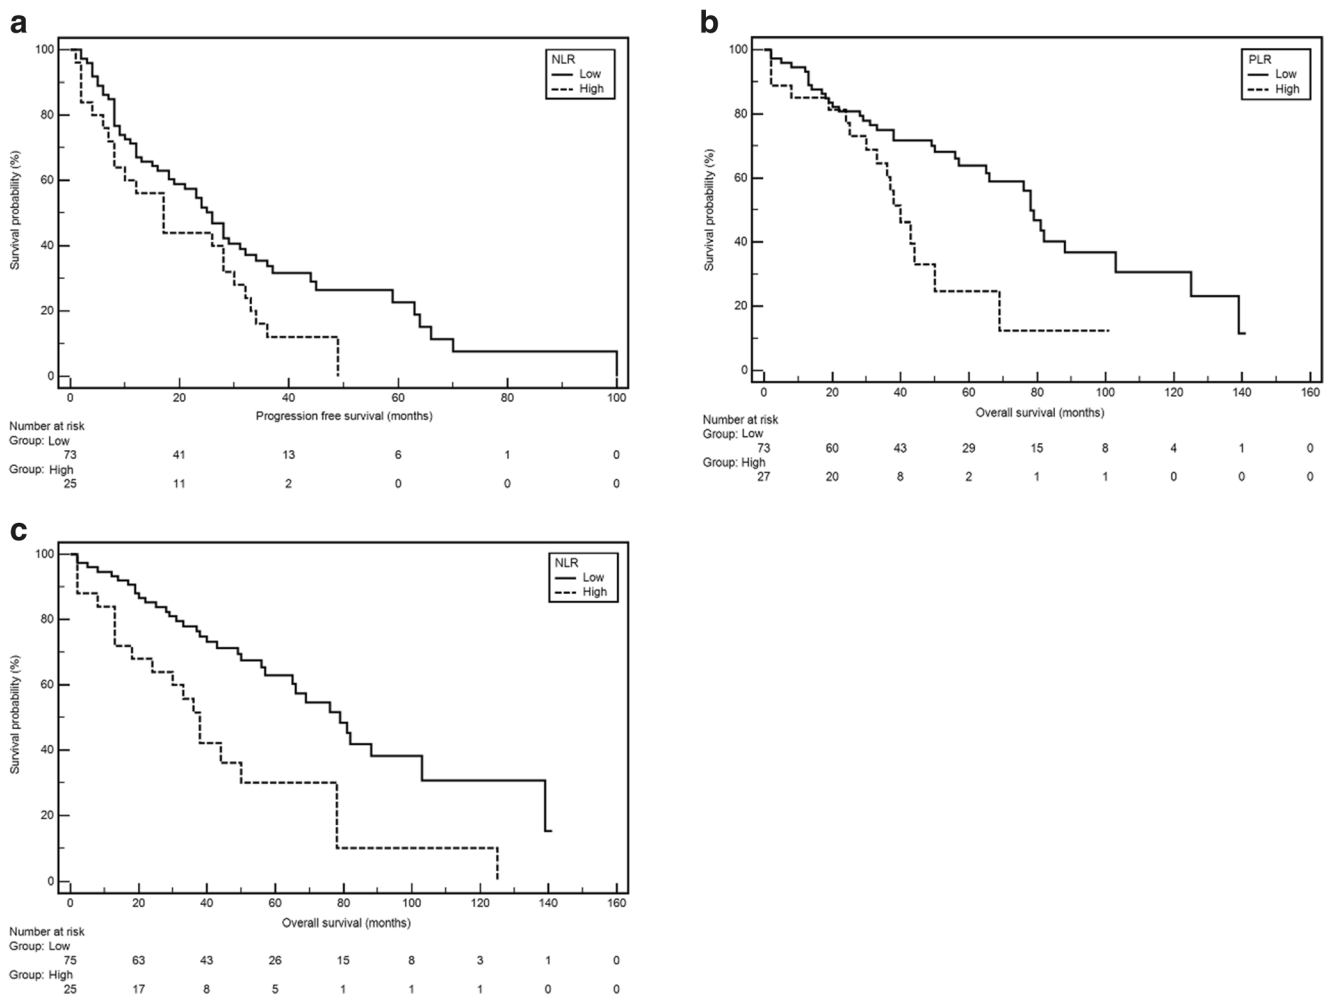 a
NLR
Low
High
100
80
60
40
20
0
Survival probability (%)
0 20 40 60 80 100
Progression free survival (months)
Number at risk
Group: Low
73 41 13 6 1 0
Group: High
25 11 2 0 0 0
b
PLR
Low
High
100
80
60
40
20
0
Survival probability (%)
0 20 40 60 80 100 120 140 160
Overall survival (months)
Number at risk
Group: Low
73 60 43 29 15 8 4 1 0
Group: High
27 20 8 2 1 1 0 0 0
c
NLR
Low
High
100
80
60
40
20
0
Survival probability (%)
0 20 40 60 80 100 120 140 160
Overall survival (months)
Number at risk
Group: Low
75 63 43 26 15 8 3 1 0
Group: High
25 17 8 5 1 1 1 0 0